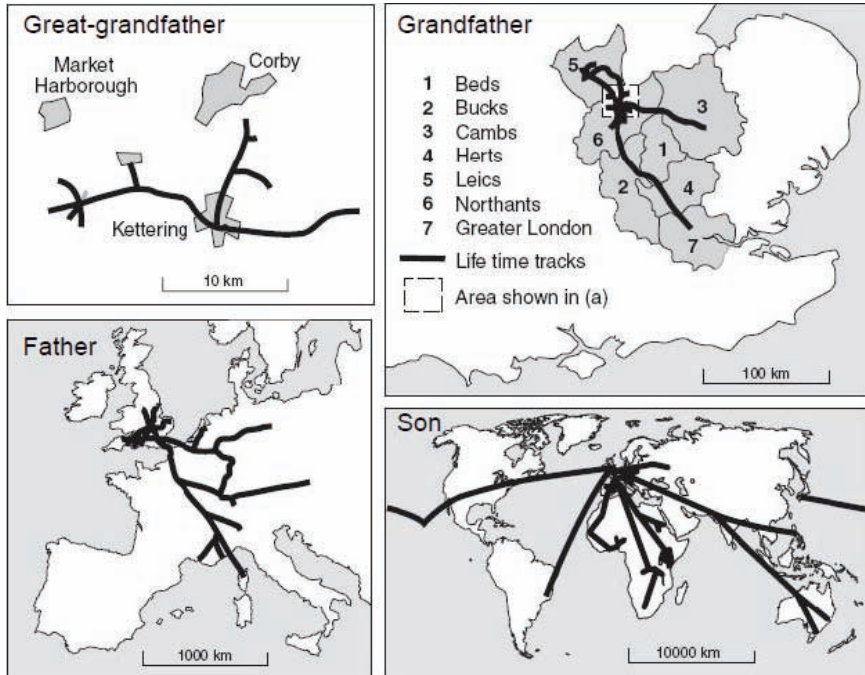 Great-grandfather
Market
Harborough
Corby
Kettering
10 km
Grandfather
1 Beds
2 Bucks
3 Cambs
4 Herts
5 Leics
6 Northants
7 Greater London
Life time tracks
Area shown in (a)
5
3
6
1
2
4
7
100 km
Father
1000 km
Son
10000 km